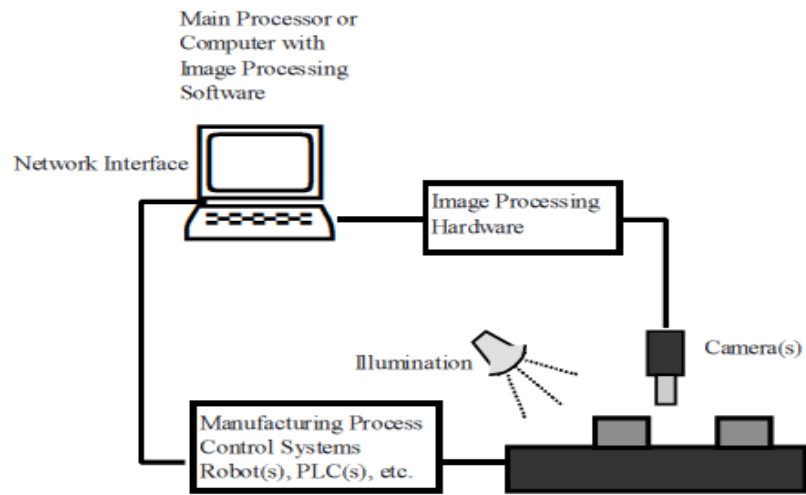 Main Processor or
Computer with
Image Processing
Software
Network Interface
Image Processing
Hardware
Illumination
Camera(s)
Manufacturing Process
Control Systems
Robot(s), PLC(s), etc.